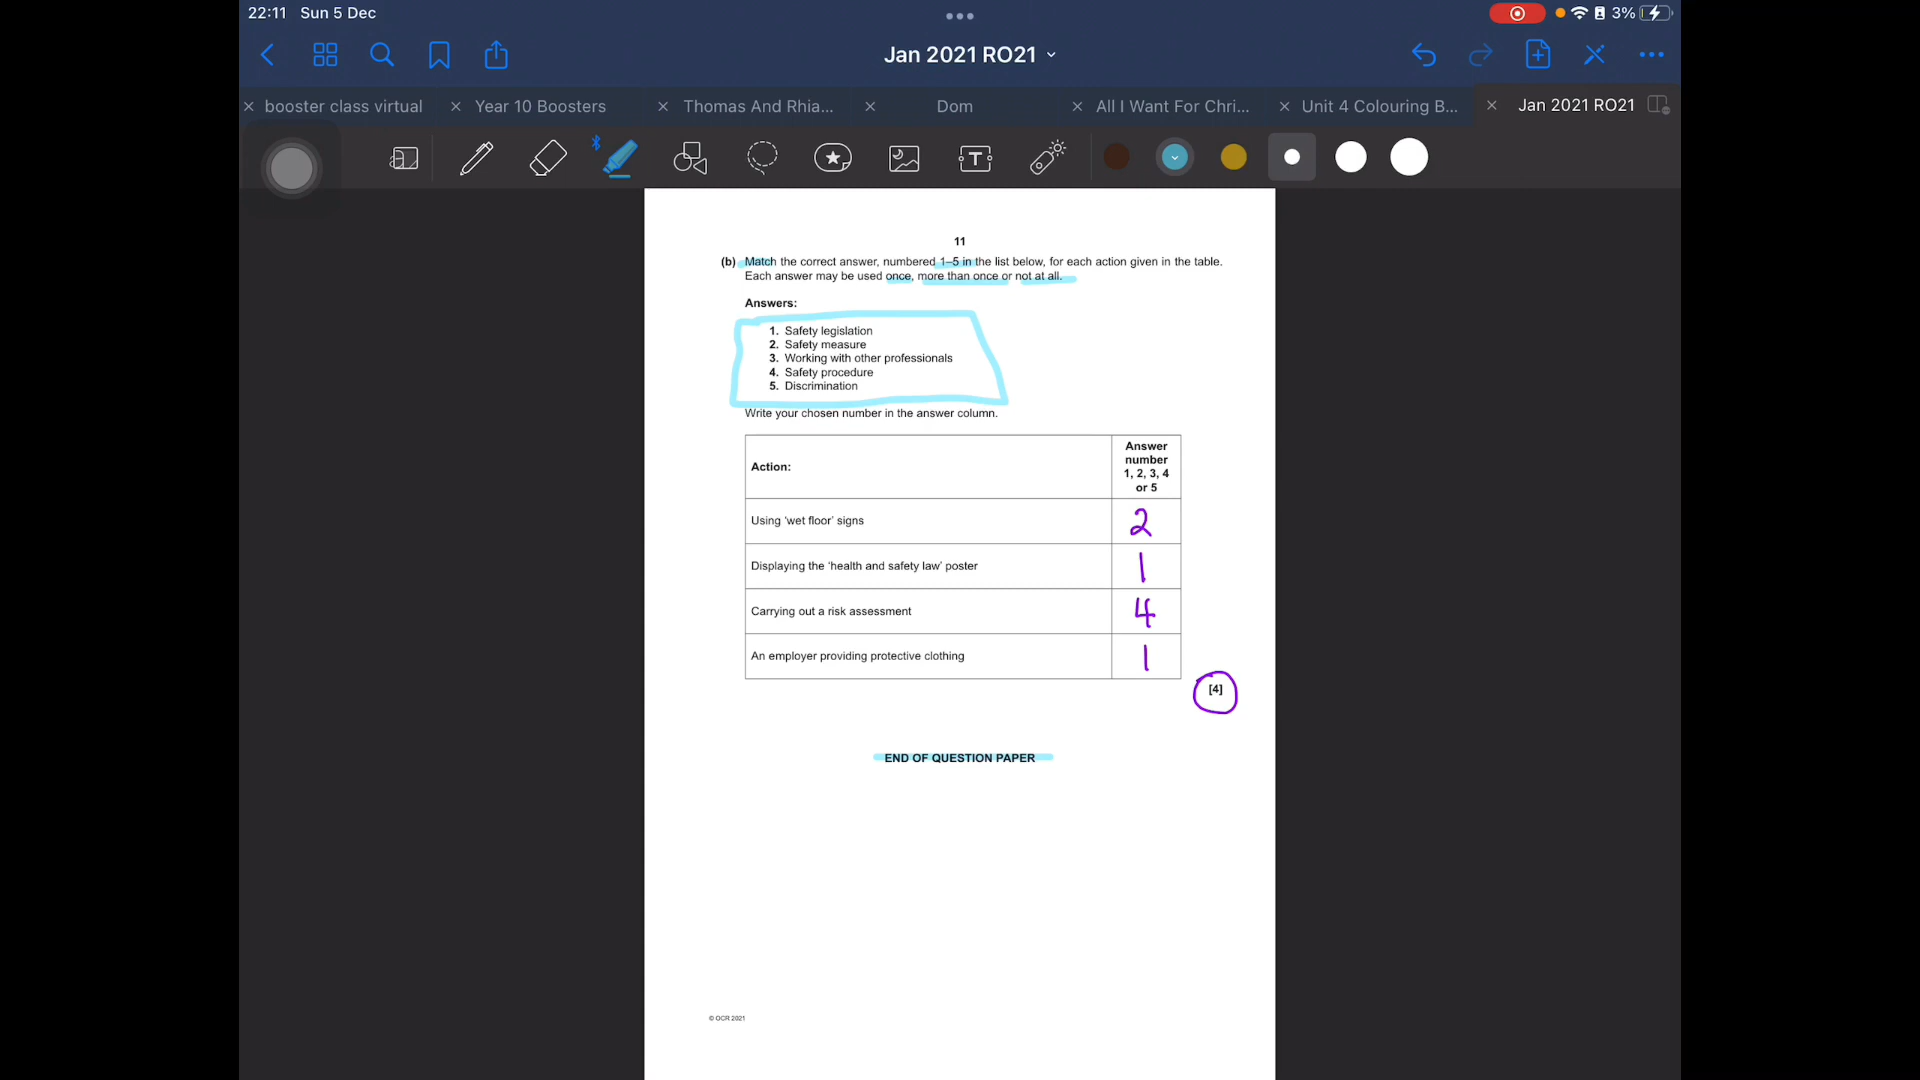 22:11 Sun 5 Dec
3%
Jan 2021 RO21
booster class virtual
Year 10 Boosters
Thomas And Rhia...
Dom
All I Want For Chri...
Unit 4 Colouring B...
Jan 2021 RO21
11
(b) Match the correct answer, numbered 1–5 in the list below, for each action given in the table.
Each answer may be used once, more than once or not at all.
Answers:
1. Safety legislation
2. Safety measure
3. Working with other professionals
4. Safety procedure
5. Discrimination
Write your chosen number in the answer column.
Action:
Answer
number
1, 2, 3, 4
or 5
Using ‘wet floor’ signs 2
Displaying the ‘health and safety law’ poster 1
Carrying out a risk assessment 4
An employer providing protective clothing 1
[4]
END OF QUESTION PAPER
© OCR 2021